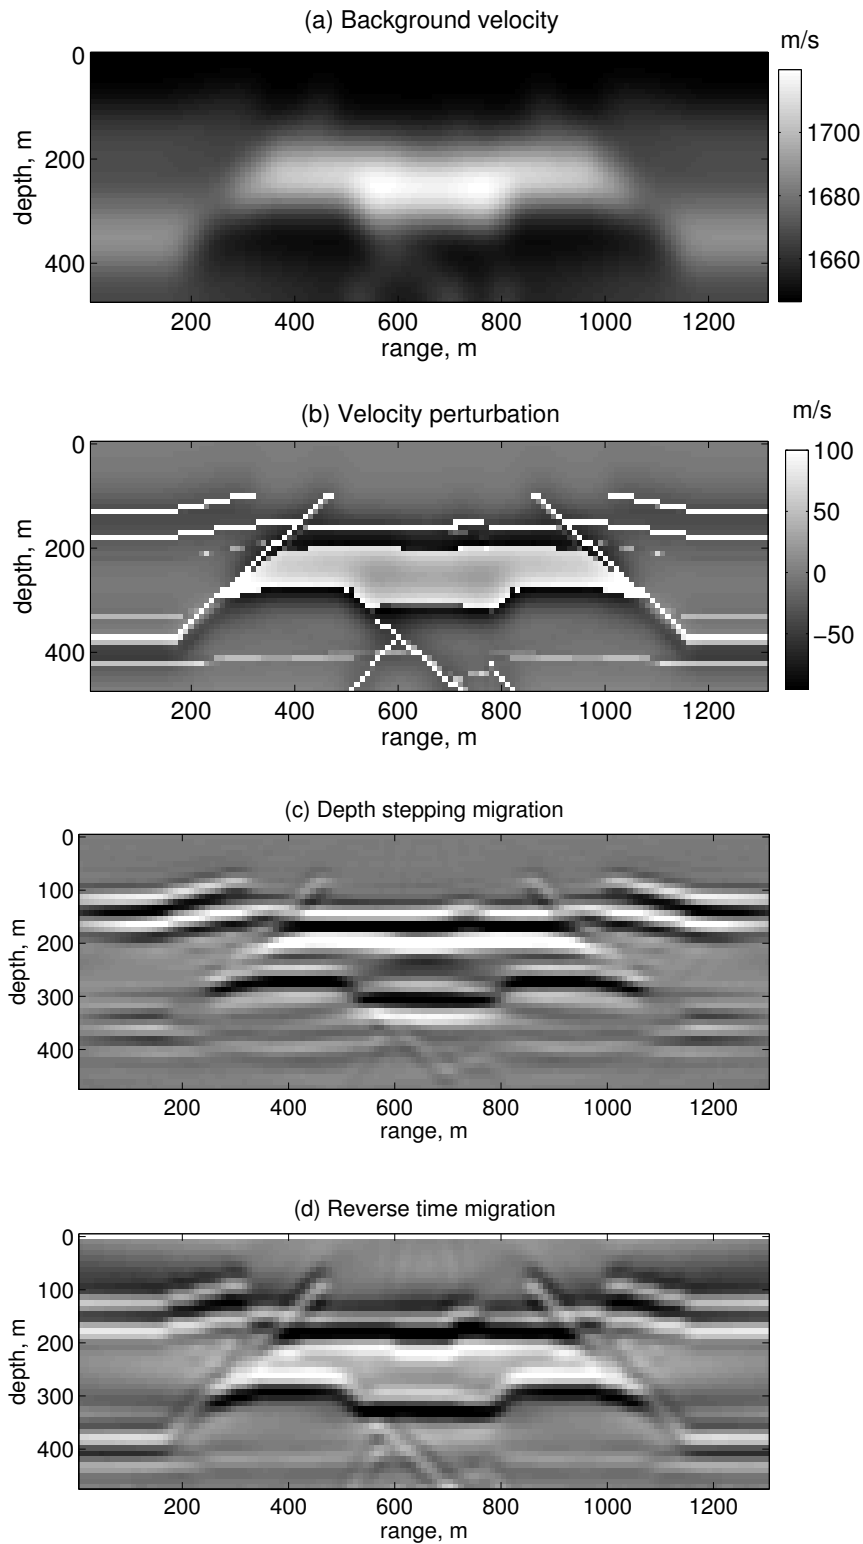 (a) Background velocity
m/s
0
200
400
depth, m
1700
1680
1660
200 400 600 800 1000 1200
range, m
(b) Velocity perturbation
m/s
0
200
400
depth, m
100
50
0
−50
200 400 600 800 1000 1200
range, m
(c) Depth stepping migration
0
100
200
300
400
depth, m
200 400 600 800 1000 1200
range, m
(d) Reverse time migration
0
100
200
300
400
depth, m
200 400 600 800 1000 1200
range, m